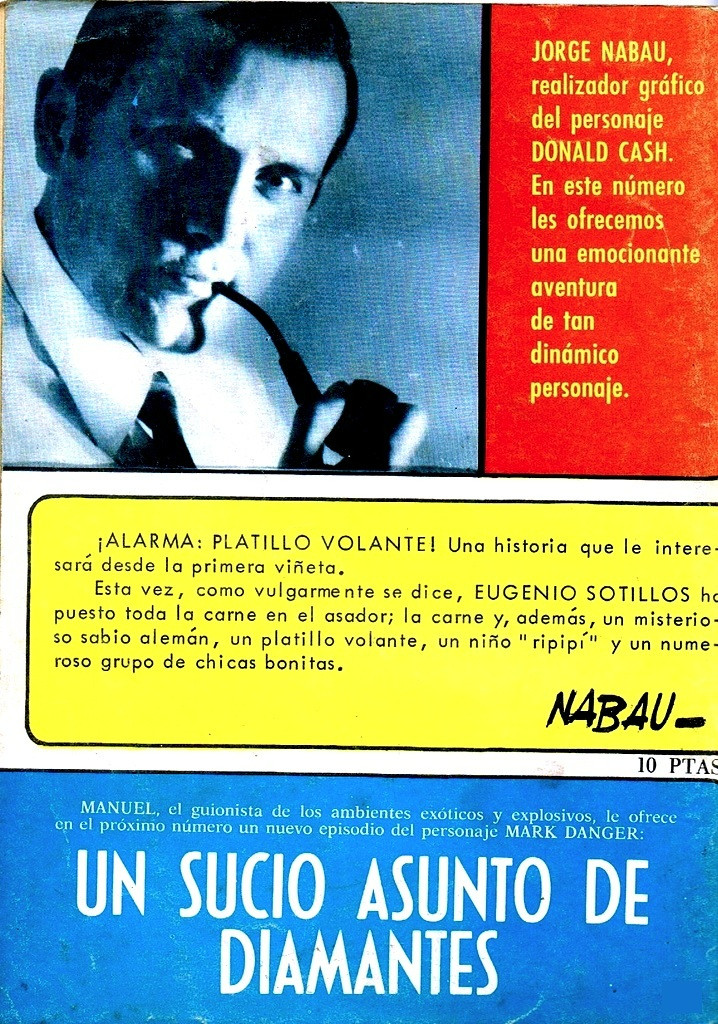 JORGE NABAU,
realizador gráfico
del personaje
DONALD CASH.
En este número
les ofrecemos
una emocionante
aventura
de tan
dinámico
personaje.
¡ALARMA: PLATILLO VOLANTE! Una historia que le intere-
sará desde la primera viñeta.
Esta vez, como vulgarmente se dice, EUGENIO SOTILLOS ha
puesto toda la carne en el asador; la carne y, además, un misterio-
so sabio alemán, un platillo volante, un niño "ripipí" y un nume-
roso grupo de chicas bonitas.
NABAU
10 PTAS
MANUEL, el guionista de los ambientes exóticos y explosivos, le ofrece
en el próximo número un nuevo episodio del personaje MARK DANGER:
UN SUCIO ASUNTO DE
DIAMANTES